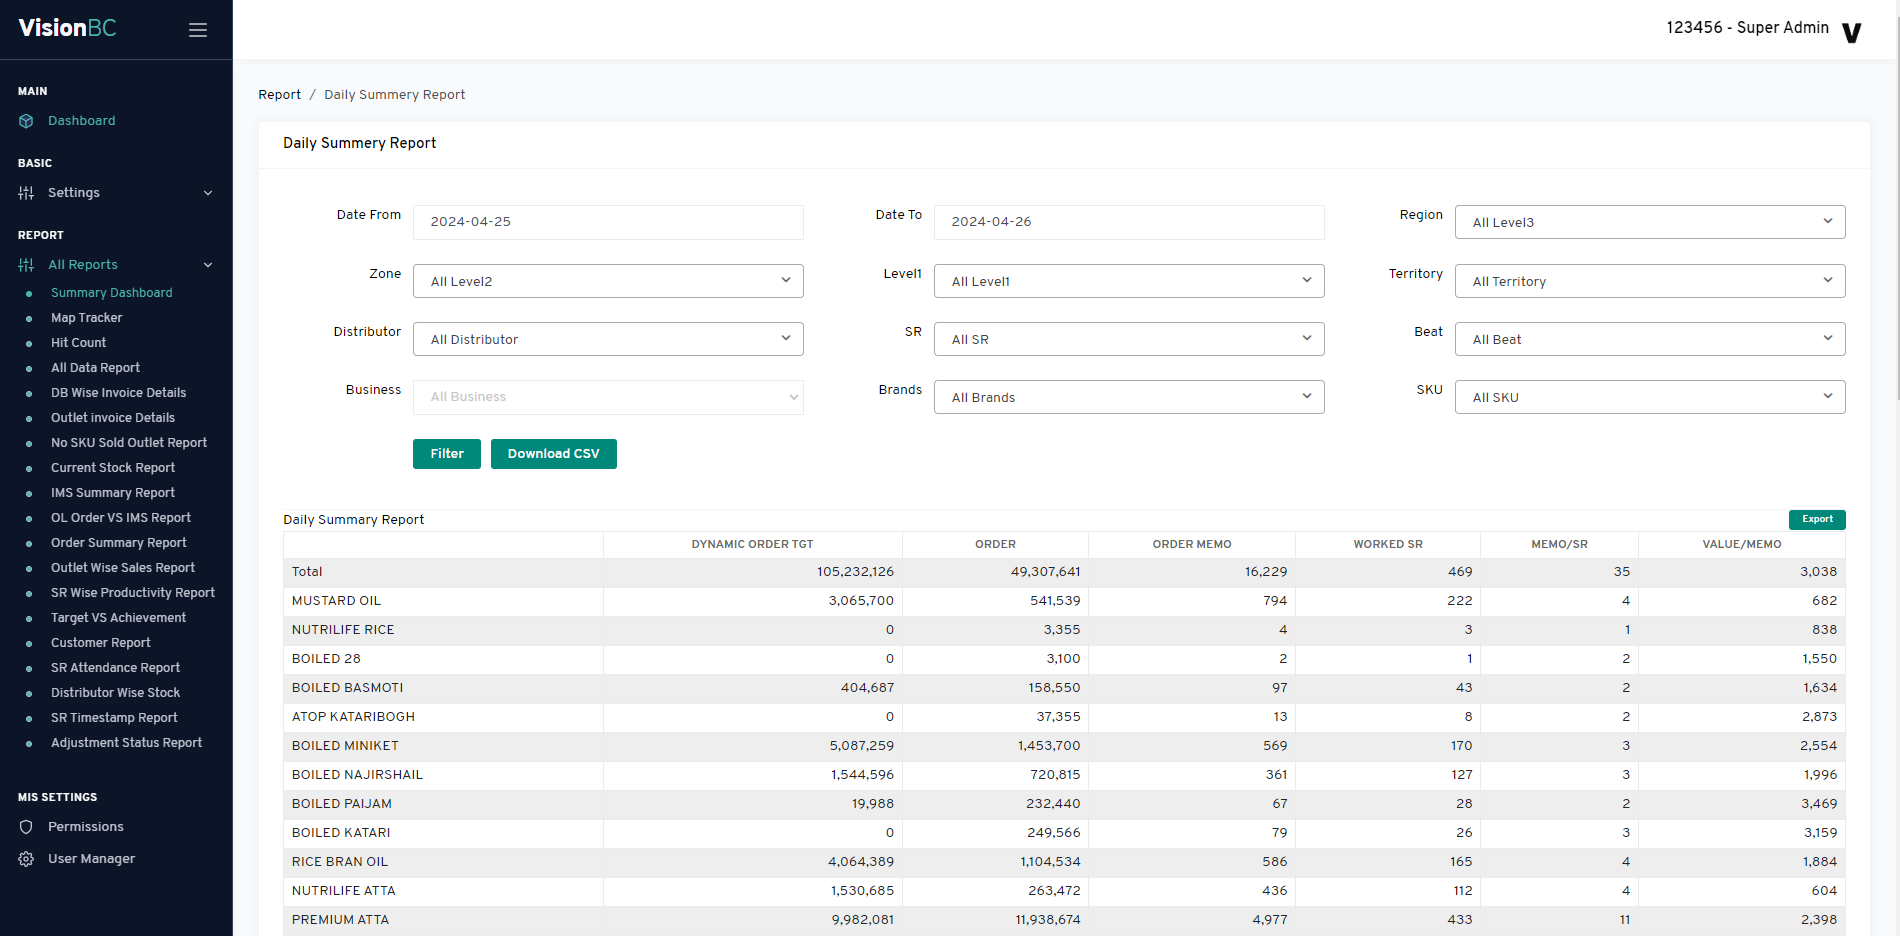 VisionBC
123456 - Super Admin
MAIN
Dashboard
BASIC
Settings
REPORT
All Reports
Summary Dashboard
Map Tracker
Hit Count
All Data Report
DB Wise Invoice Details
Outlet invoice Details
No SKU Sold Outlet Report
Current Stock Report
IMS Summary Report
OL Order VS IMS Report
Order Summary Report
Outlet Wise Sales Report
SR Wise Productivity Report
Target VS Achievement
Customer Report
SR Attendance Report
Distributor Wise Stock
SR Timestamp Report
Adjustment Status Report
MIS SETTINGS
Permissions
User Manager
Report / Daily Summery Report
Daily Summery Report
Date From 2024-04-25 Date To 2024-04-26 Region All Level3
Zone All Level2 Level1 All Level1 Territory All Territory
Distributor All Distributor SR All SR Beat All Beat
Business All Business Brands All Brands SKU All SKU
Filter Download CSV
Daily Summary Report Export
DYNAMIC ORDER TGT ORDER ORDER MEMO WORKED SR MEMO/SR VALUE/MEMO
Total 105,232,126 49,307,641 16,229 469 35 3,038
MUSTARD OIL 3,065,700 541,539 794 222 4 682
NUTRILIFE RICE 0 3,355 4 3 1 838
BOILED 28 0 3,100 2 1 2 1,550
BOILED BASMOTI 404,687 158,550 97 43 2 1,634
ATOP KATARIBOGH 0 37,355 13 8 2 2,873
BOILED MINIKET 5,087,259 1,453,700 569 170 3 2,554
BOILED NAJIRSHAIL 1,544,596 720,815 361 127 3 1,996
BOILED PAIJAM 19,988 232,440 67 28 2 3,469
BOILED KATARI 0 249,566 79 26 3 3,159
RICE BRAN OIL 4,064,389 1,104,534 586 165 4 1,884
NUTRILIFE ATTA 1,530,685 263,472 436 112 4 604
PREMIUM ATTA 9,982,081 11,938,674 4,977 433 11 2,398